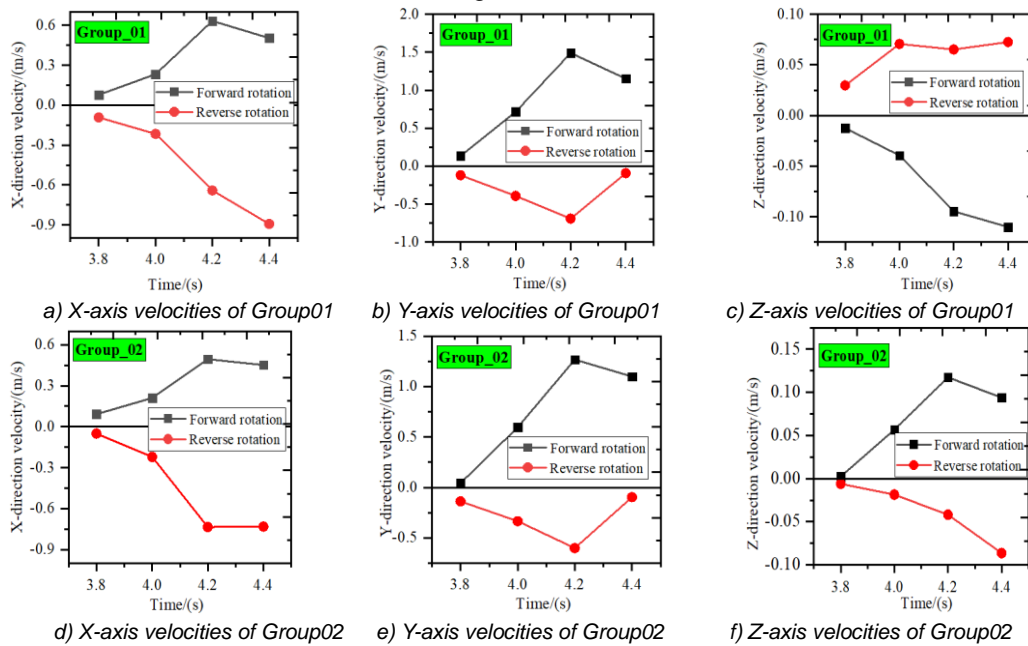 Group_01
X-direction velocity/(m/s)
0.6
0.3
0.0
-0.3
-0.6
-0.9
Forward rotation
Reverse rotation
3.8 4.0 4.2 4.4
Time/(s)
a) X-axis velocities of Group01
Group_01
Y-direction velocity/(m/s)
2.0
1.5
1.0
0.5
0.0
-0.5
-1.0
Forward rotation
Reverse rotation
3.8 4.0 4.2 4.4
Time/(s)
b) Y-axis velocities of Group01
Group_01
Z-direction velocity/(m/s)
0.10
0.05
0.00
-0.05
-0.10
Reverse rotation
Forward rotation
3.8 4.0 4.2 4.4
Time/(s)
c) Z-axis velocities of Group01
Group_02
X-direction velocity/(m/s)
0.6
0.3
0.0
-0.3
-0.6
-0.9
Forward rotation
Reverse rotation
3.8 4.0 4.2 4.4
Time/(s)
d) X-axis velocities of Group02
Group_02
Y-direction velocity/(m/s)
1.5
1.0
0.5
0.0
-0.5
Forward rotation
Reverse rotation
3.8 4.0 4.2 4.4
Time/(s)
e) Y-axis velocities of Group02
Group_02
Z-direction velocity/(m/s)
0.15
0.10
0.05
0.00
-0.05
-0.10
Forward rotation
Reverse rotation
3.8 4.0 4.2 4.4
Time/(s)
f) Z-axis velocities of Group02